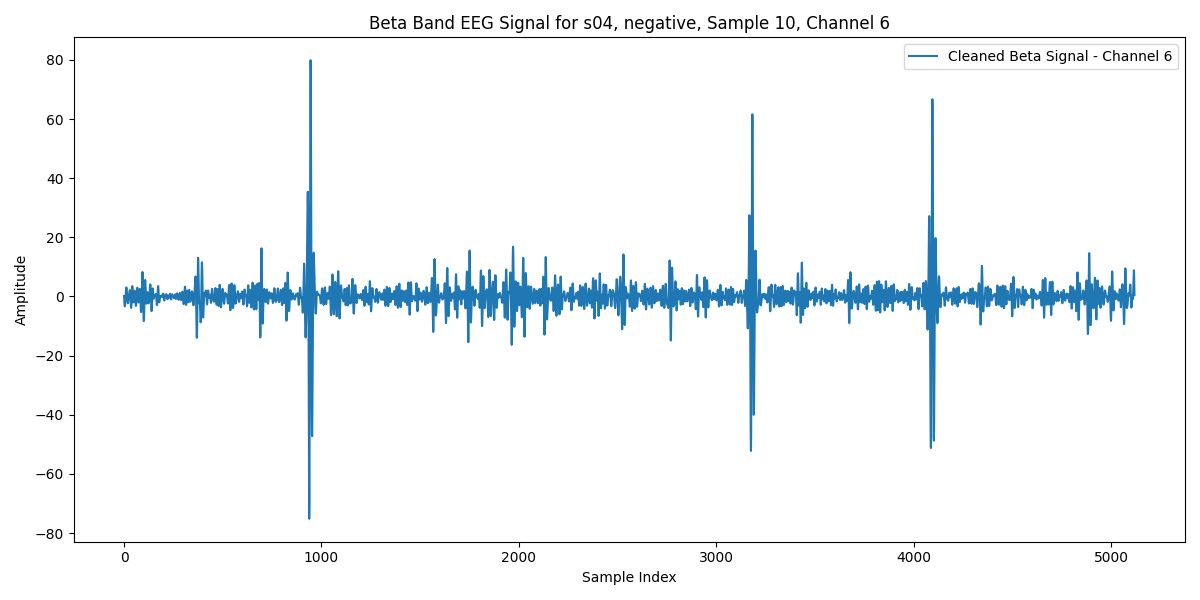 Beta Band EEG Signal for s04, negative, Sample 10, Channel 6
Cleaned Beta Signal - Channel 6
Amplitude
80
60
40
20
0
−20
−40
−60
−80
0 1000 2000 3000 4000 5000
Sample Index